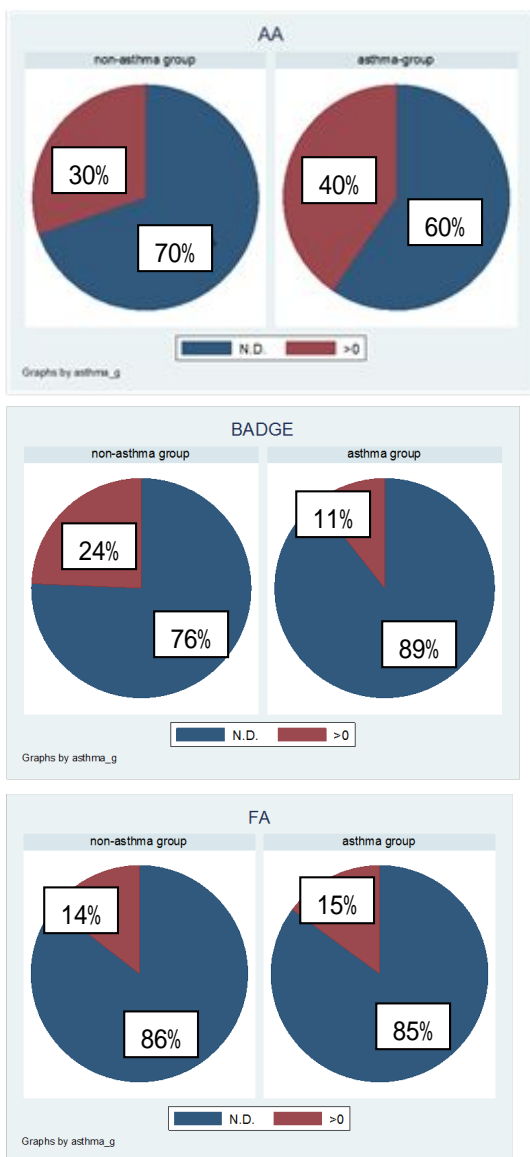 AA
non-asthma group asthma-group
30% 40%
70% 60%
N.D. >0
Graphs by asthma_g
BADGE
non-asthma group asthma group
24% 11%
76% 89%
N.D. >0
Graphs by asthma_g
FA
non-asthma group asthma group
14% 15%
86% 85%
N.D. >0
Graphs by asthma_g